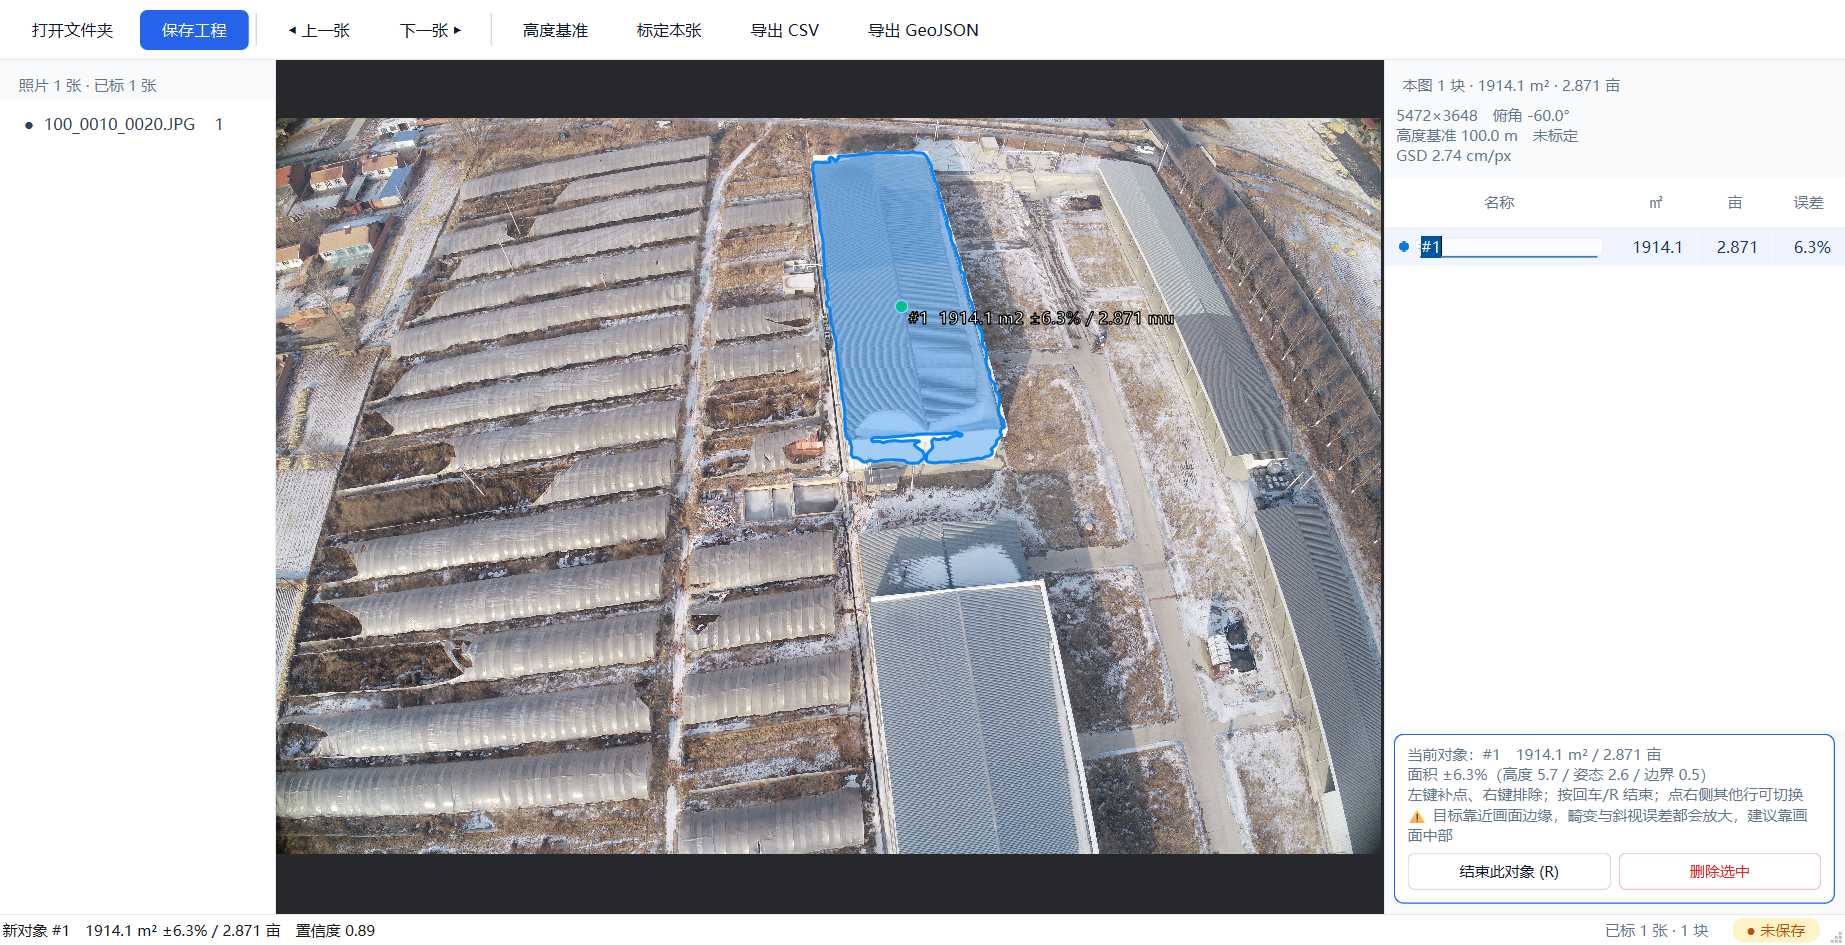 打开文件夹 保存工程 ◂ 上一张 下一张 ▸ 高度基准 标定本张 导出 CSV 导出 GeoJSON
照片 1 张 · 已标 1 张
● 100_0010_0020.JPG 1
#1 1914.1 m2 ±6.3% / 2.871 mu
本图 1 块 · 1914.1 m² · 2.871 亩
5472×3648 俯角 -60.0°
高度基准 100.0 m 未标定
GSD 2.74 cm/px
名称 ㎡ 亩 误差
#1 1914.1 2.871 6.3%
当前对象：#1 1914.1 m² / 2.871 亩
面积 ±6.3%（高度 5.7 / 姿态 2.6 / 边界 0.5）
左键补点、右键排除；按回车/R 结束；点右侧其他行可切换
⚠ 目标靠近画面边缘，畸变与斜视误差都会放大，建议靠画
面中部
结束此对象 (R) 删除选中
新对象 #1 1914.1 m² ±6.3% / 2.871 亩 置信度 0.89
已标 1 张 · 1 块 ● 未保存